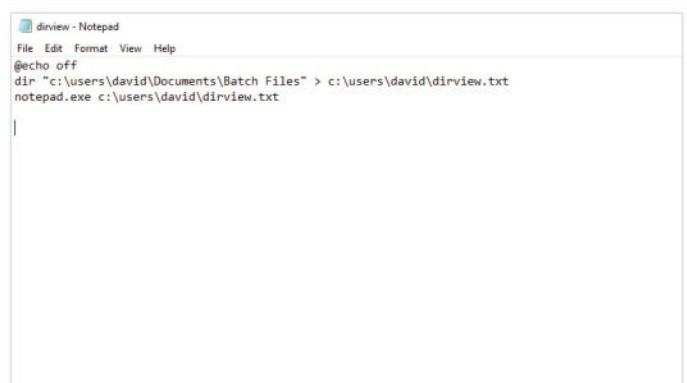 dirview - Notepad
File Edit Format View Help
@echo off
dir "c:\users\david\Documents\Batch Files" > c:\users\david\dirview.txt
notepad.exe c:\users\david\dirview.txt